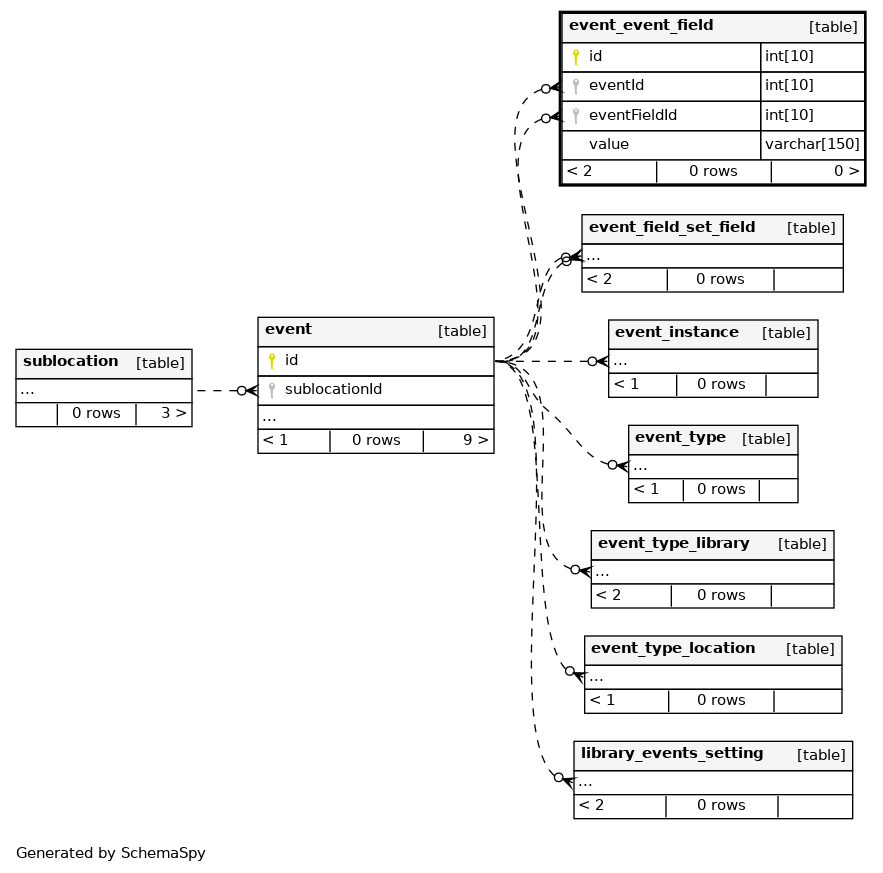 event_event_field [table]
id int[10]
eventId int[10]
eventFieldId int[10]
value varchar[150]
< 2 0 rows 0 >
event_field_set_field [table]
...
< 2 0 rows
event [table]
id
sublocationId
...
< 1 0 rows 9 >
sublocation [table]
...
0 rows 3 >
event_instance [table]
...
< 1 0 rows
event_type [table]
...
< 1 0 rows
event_type_library [table]
...
< 2 0 rows
event_type_location [table]
...
< 1 0 rows
library_events_setting [table]
...
< 2 0 rows
Generated by SchemaSpy